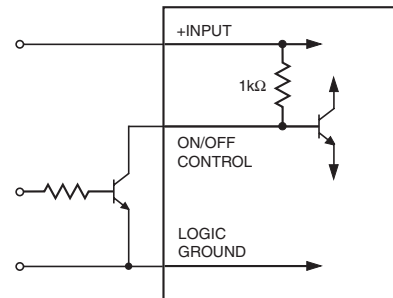 +INPUT
1kΩ
ON/OFF
CONTROL
LOGIC
GROUND